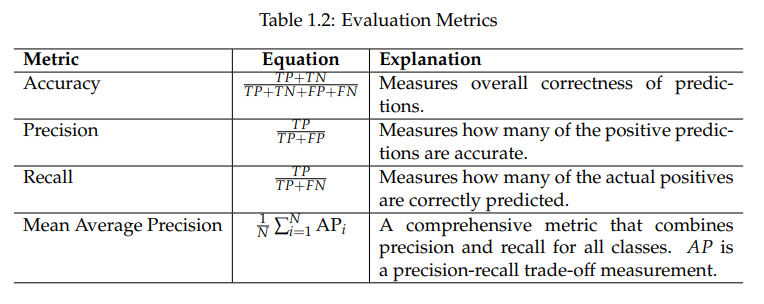 Table 1.2: Evaluation Metrics
Metric Equation Explanation
Accuracy \frac{TP+TN}{TP+TN+FP+FN} Measures overall correctness of predic-
tions.
Precision \frac{TP}{TP+FP} Measures how many of the positive predic-
tions are accurate.
Recall \frac{TP}{TP+FN} Measures how many of the actual positives
are correctly predicted.
Mean Average Precision \frac{1}{N} \sum_{i=1}^{N} AP_i A comprehensive metric that combines
precision and recall for all classes. AP is
a precision-recall trade-off measurement.